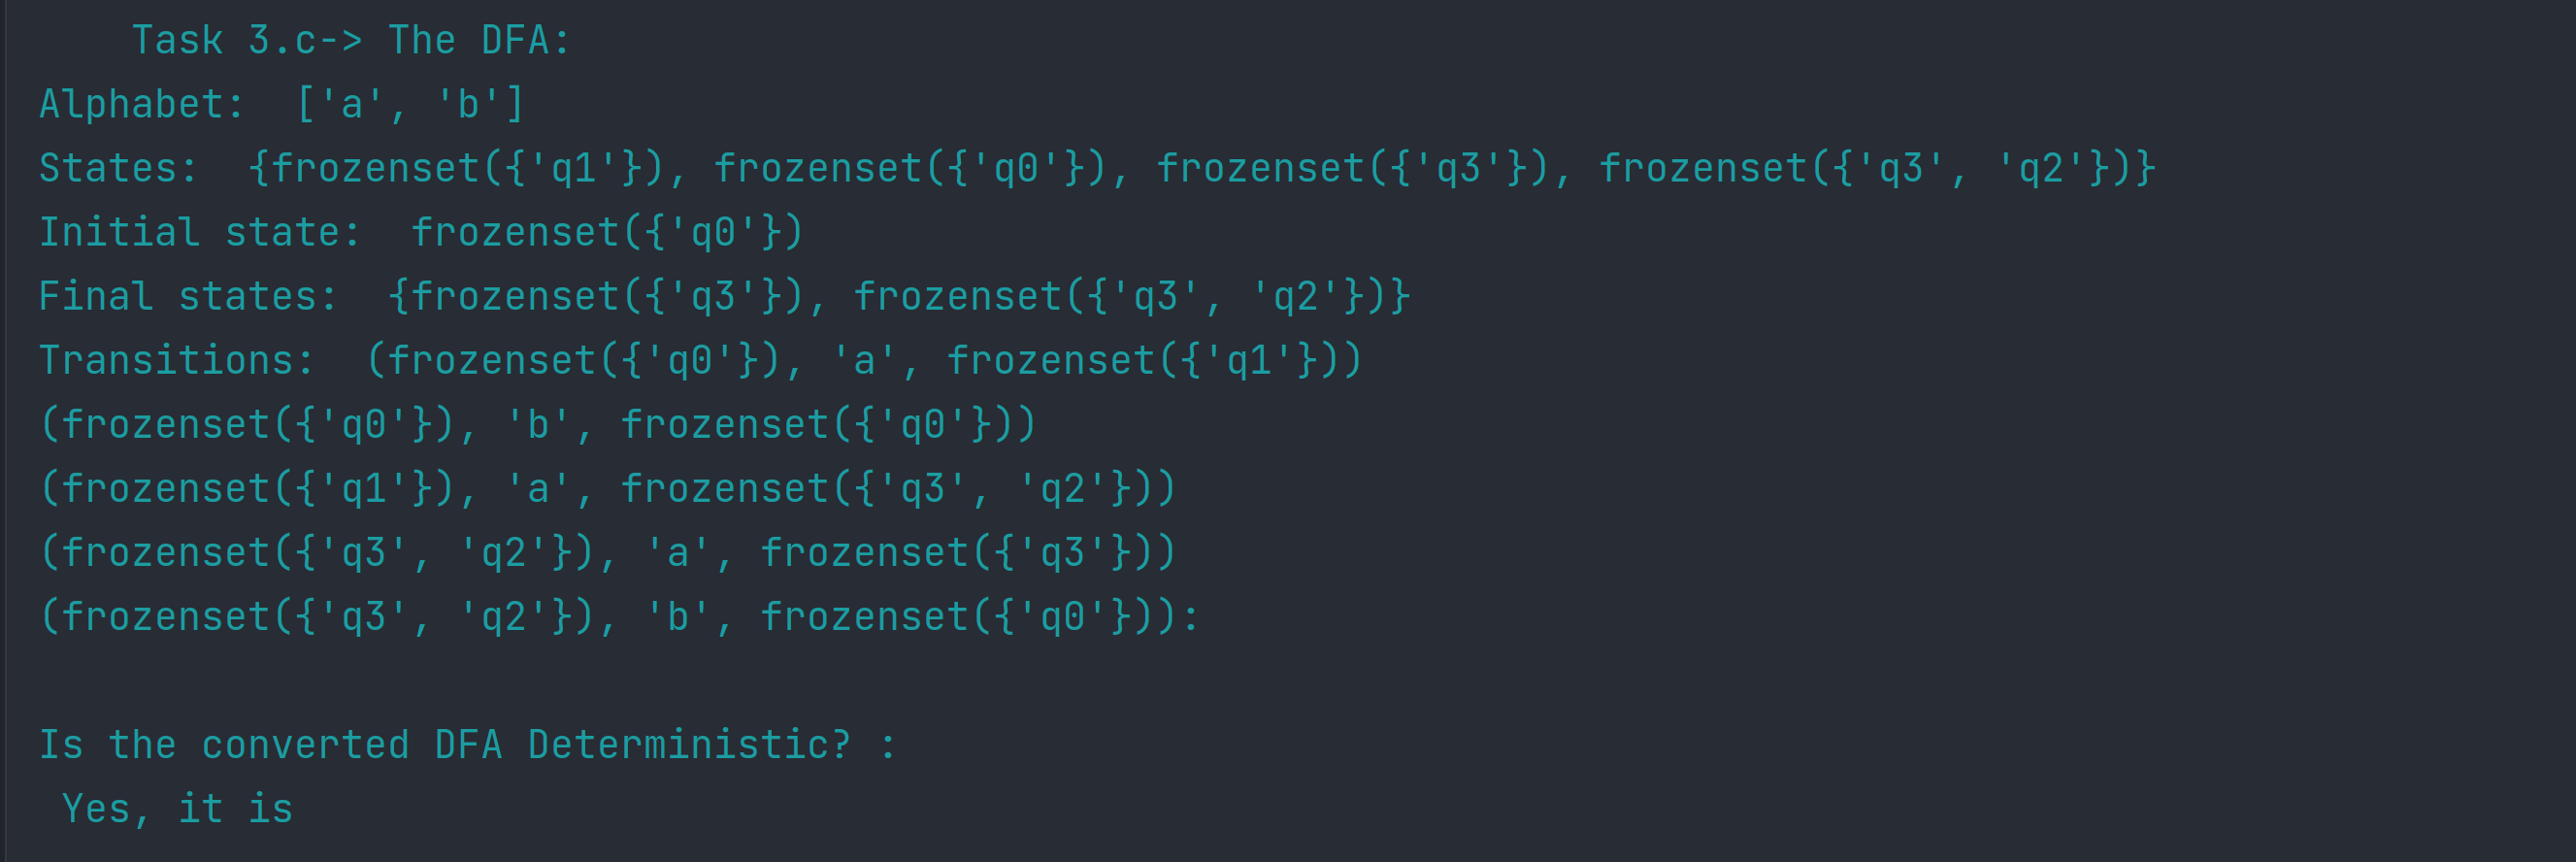 Task 3.c-> The DFA:
Alphabet:  ['a', 'b']
States:  {frozenset({'q1'}), frozenset({'q0'}), frozenset({'q3'}), frozenset({'q3', 'q2'})}
Initial state:  frozenset({'q0'})
Final states:  {frozenset({'q3'}), frozenset({'q3', 'q2'})}
Transitions:  (frozenset({'q0'}), 'a', frozenset({'q1'}))
(frozenset({'q0'}), 'b', frozenset({'q0'}))
(frozenset({'q1'}), 'a', frozenset({'q3', 'q2'}))
(frozenset({'q3', 'q2'}), 'a', frozenset({'q3'}))
(frozenset({'q3', 'q2'}), 'b', frozenset({'q0'})):
Is the converted DFA Deterministic? :
Yes, it is